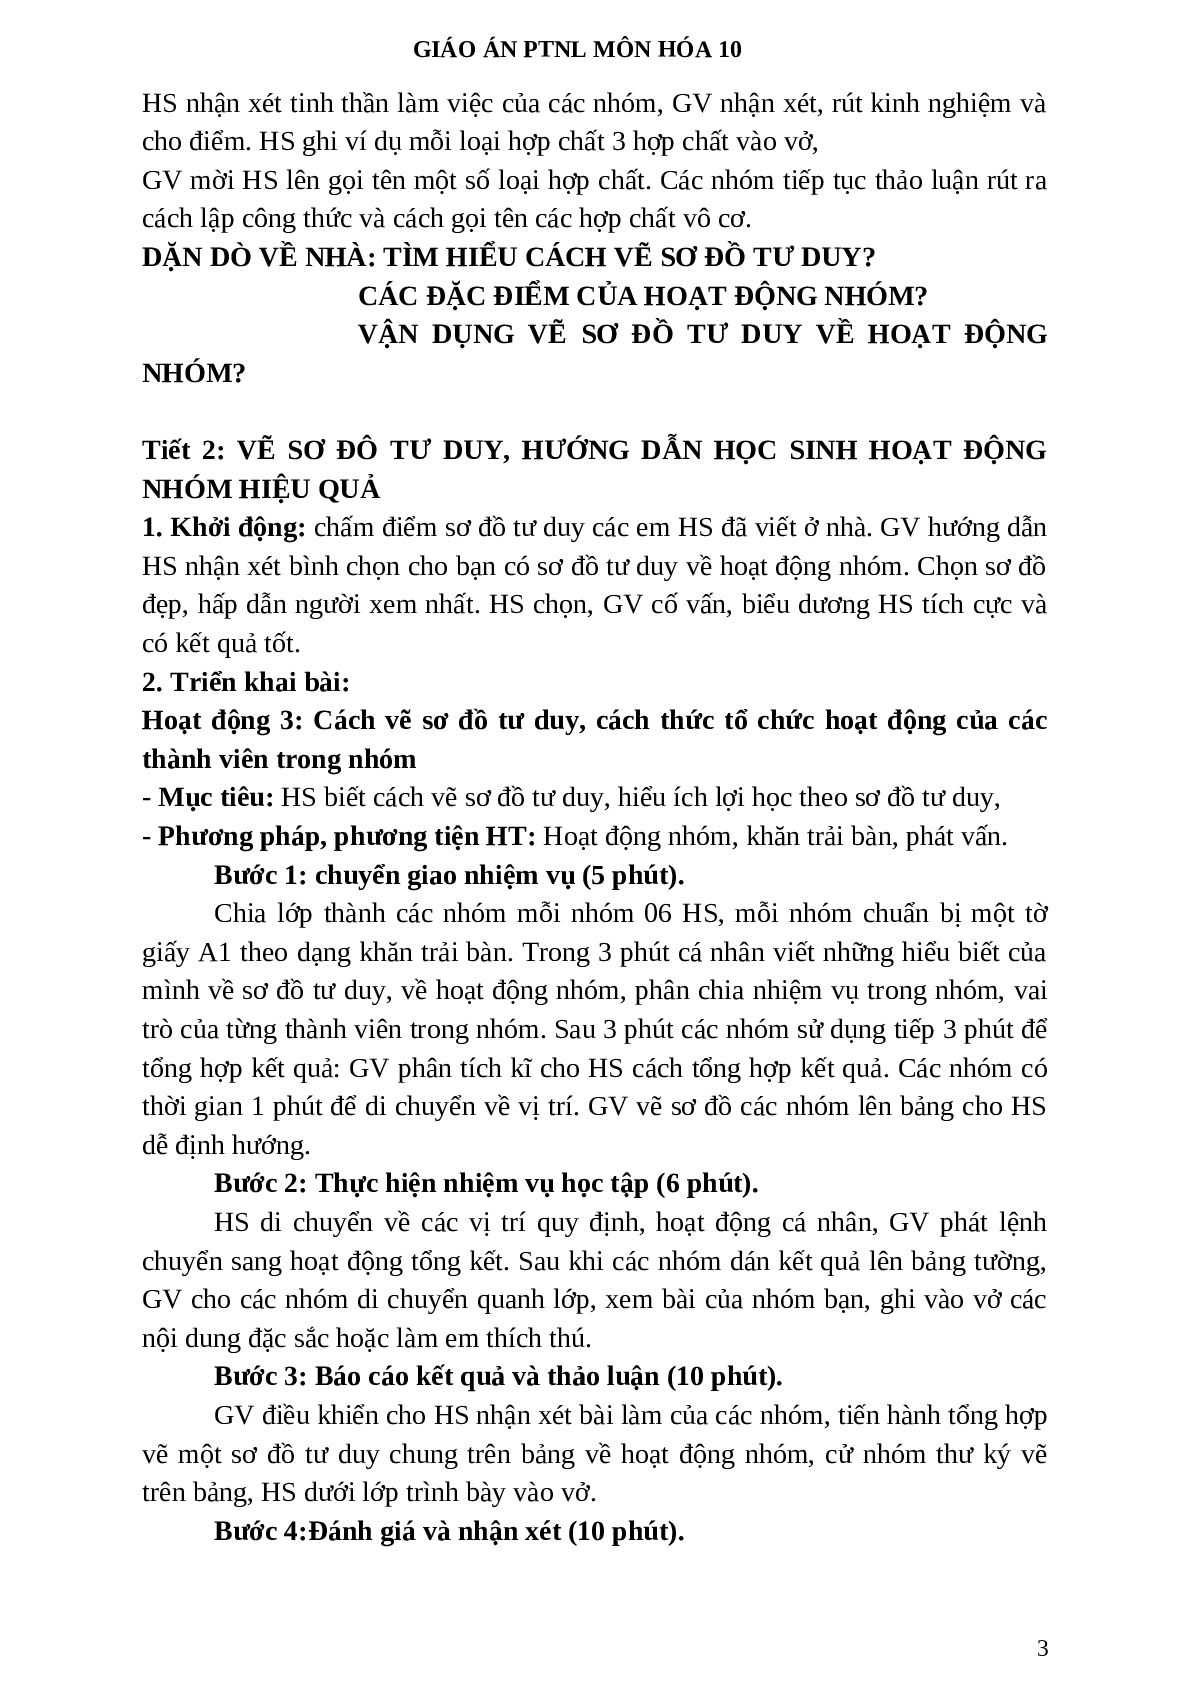 GIÁO ÁN PTNL MÔN HÓA 10
HS nhận xét tinh thần làm việc của các nhóm, GV nhận xét, rút kinh nghiệm và
cho điểm. HS ghi ví dụ mỗi loại hợp chất 3 hợp chất vào vở,
GV mời HS lên gọi tên một số loại hợp chất. Các nhóm tiếp tục thảo luận rút ra
cách lập công thức và cách gọi tên các hợp chất vô cơ.
DẶN DÒ VỀ NHÀ: TÌM HIỂU CÁCH VẼ SƠ ĐỒ TƯ DUY?
CÁC ĐẶC ĐIỂM CỦA HOẠT ĐỘNG NHÓM?
VẬN DỤNG VẼ SƠ ĐỒ TƯ DUY VỀ HOẠT ĐỘNG
NHÓM?
Tiết 2: VẼ SƠ ĐÔ TƯ DUY, HƯỚNG DẪN HỌC SINH HOẠT ĐỘNG
NHÓM HIỆU QUẢ
1. Khởi động: chấm điểm sơ đồ tư duy các em HS đã viết ở nhà. GV hướng dẫn
HS nhận xét bình chọn cho bạn có sơ đồ tư duy về hoạt động nhóm. Chọn sơ đồ
đẹp, hấp dẫn người xem nhất. HS chọn, GV cố vấn, biểu dương HS tích cực và
có kết quả tốt.
2. Triển khai bài:
Hoạt động 3: Cách vẽ sơ đồ tư duy, cách thức tổ chức hoạt động của các
thành viên trong nhóm
- Mục tiêu: HS biết cách vẽ sơ đồ tư duy, hiểu ích lợi học theo sơ đồ tư duy,
- Phương pháp, phương tiện HT: Hoạt động nhóm, khăn trải bàn, phát vấn.
Bước 1: chuyển giao nhiệm vụ (5 phút).
Chia lớp thành các nhóm mỗi nhóm 06 HS, mỗi nhóm chuẩn bị một tờ
giấy A1 theo dạng khăn trải bàn. Trong 3 phút cá nhân viết những hiểu biết của
mình về sơ đồ tư duy, về hoạt động nhóm, phân chia nhiệm vụ trong nhóm, vai
trò của từng thành viên trong nhóm. Sau 3 phút các nhóm sử dụng tiếp 3 phút để
tổng hợp kết quả: GV phân tích kĩ cho HS cách tổng hợp kết quả. Các nhóm có
thời gian 1 phút để di chuyển về vị trí. GV vẽ sơ đồ các nhóm lên bảng cho HS
dễ định hướng.
Bước 2: Thực hiện nhiệm vụ học tập (6 phút).
HS di chuyển về các vị trí quy định, hoạt động cá nhân, GV phát lệnh
chuyển sang hoạt động tổng kết. Sau khi các nhóm dán kết quả lên bảng tường,
GV cho các nhóm di chuyển quanh lớp, xem bài của nhóm bạn, ghi vào vở các
nội dung đặc sắc hoặc làm em thích thú.
Bước 3: Báo cáo kết quả và thảo luận (10 phút).
GV điều khiển cho HS nhận xét bài làm của các nhóm, tiến hành tổng hợp
vẽ một sơ đồ tư duy chung trên bảng về hoạt động nhóm, cử nhóm thư ký vẽ
trên bảng, HS dưới lớp trình bày vào vở.
Bước 4:Đánh giá và nhận xét (10 phút).
3